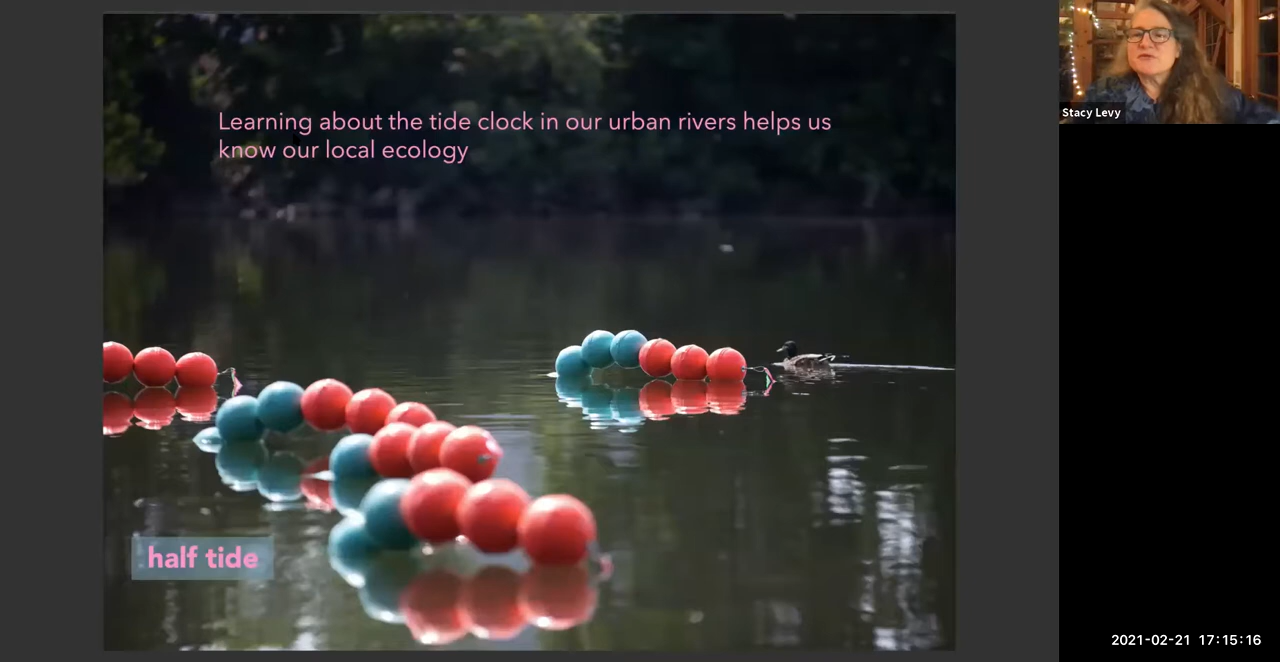 Learning about the tide clock in our urban rivers helps us
know our local ecology
half tide
Stacy Levy
2021-02-21 17:15:16